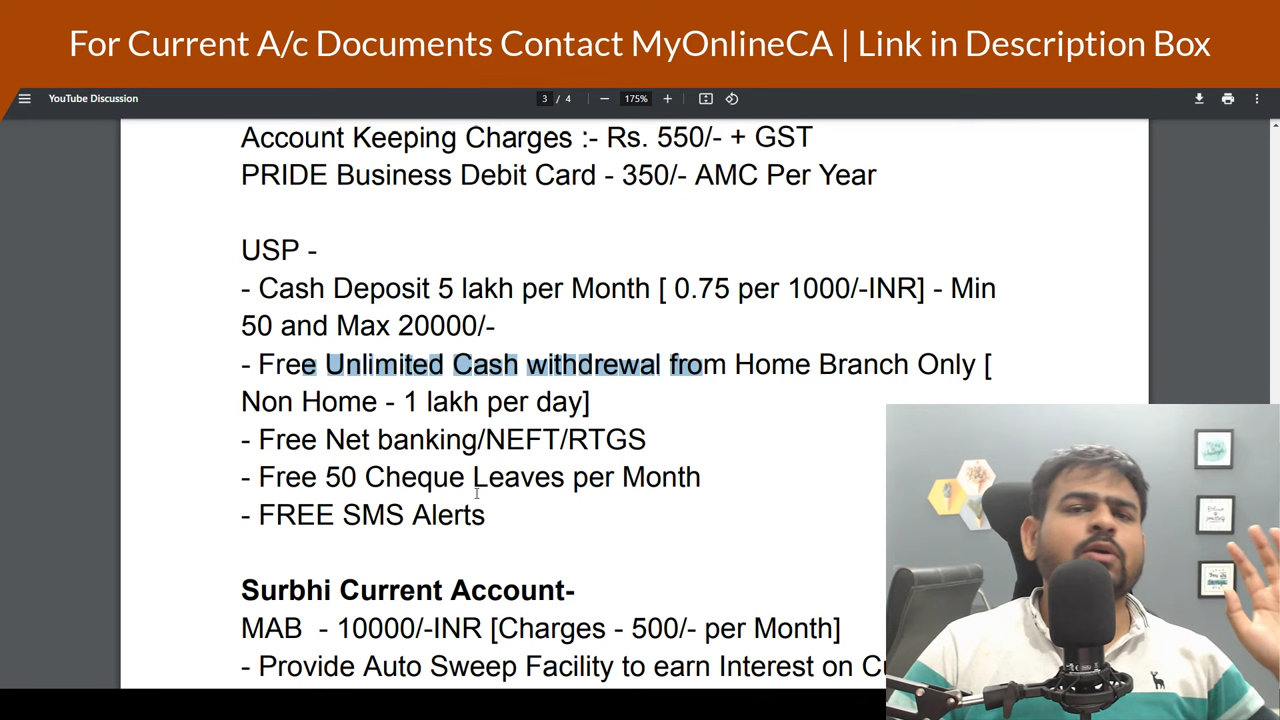 For Current A/c Documents Contact MyOnlineCA | Link in Description Box
YouTube Discussion
3 / 4
175%
Account Keeping Charges :- Rs. 550/- + GST
PRIDE Business Debit Card - 350/- AMC Per Year
USP -
- Cash Deposit 5 lakh per Month [ 0.75 per 1000/-INR] - Min
50 and Max 20000/-
- Free Unlimited Cash withdrewal from Home Branch Only [
Non Home - 1 lakh per day]
- Free Net banking/NEFT/RTGS
- Free 50 Cheque Leaves per Month
- FREE SMS Alerts
Surbhi Current Account-
MAB - 10000/-INR [Charges - 500/- per Month]
- Provide Auto Sweep Facility to earn Interest on